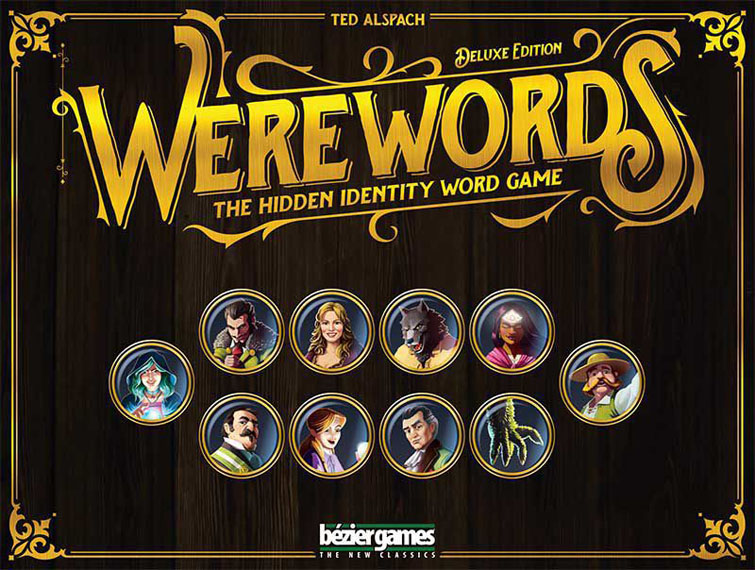 TED ALSPACH
DELUXE EDITION
WEREWORDS
THE HIDDEN IDENTITY WORD GAME
béziergames
THE NEW CLASSICS